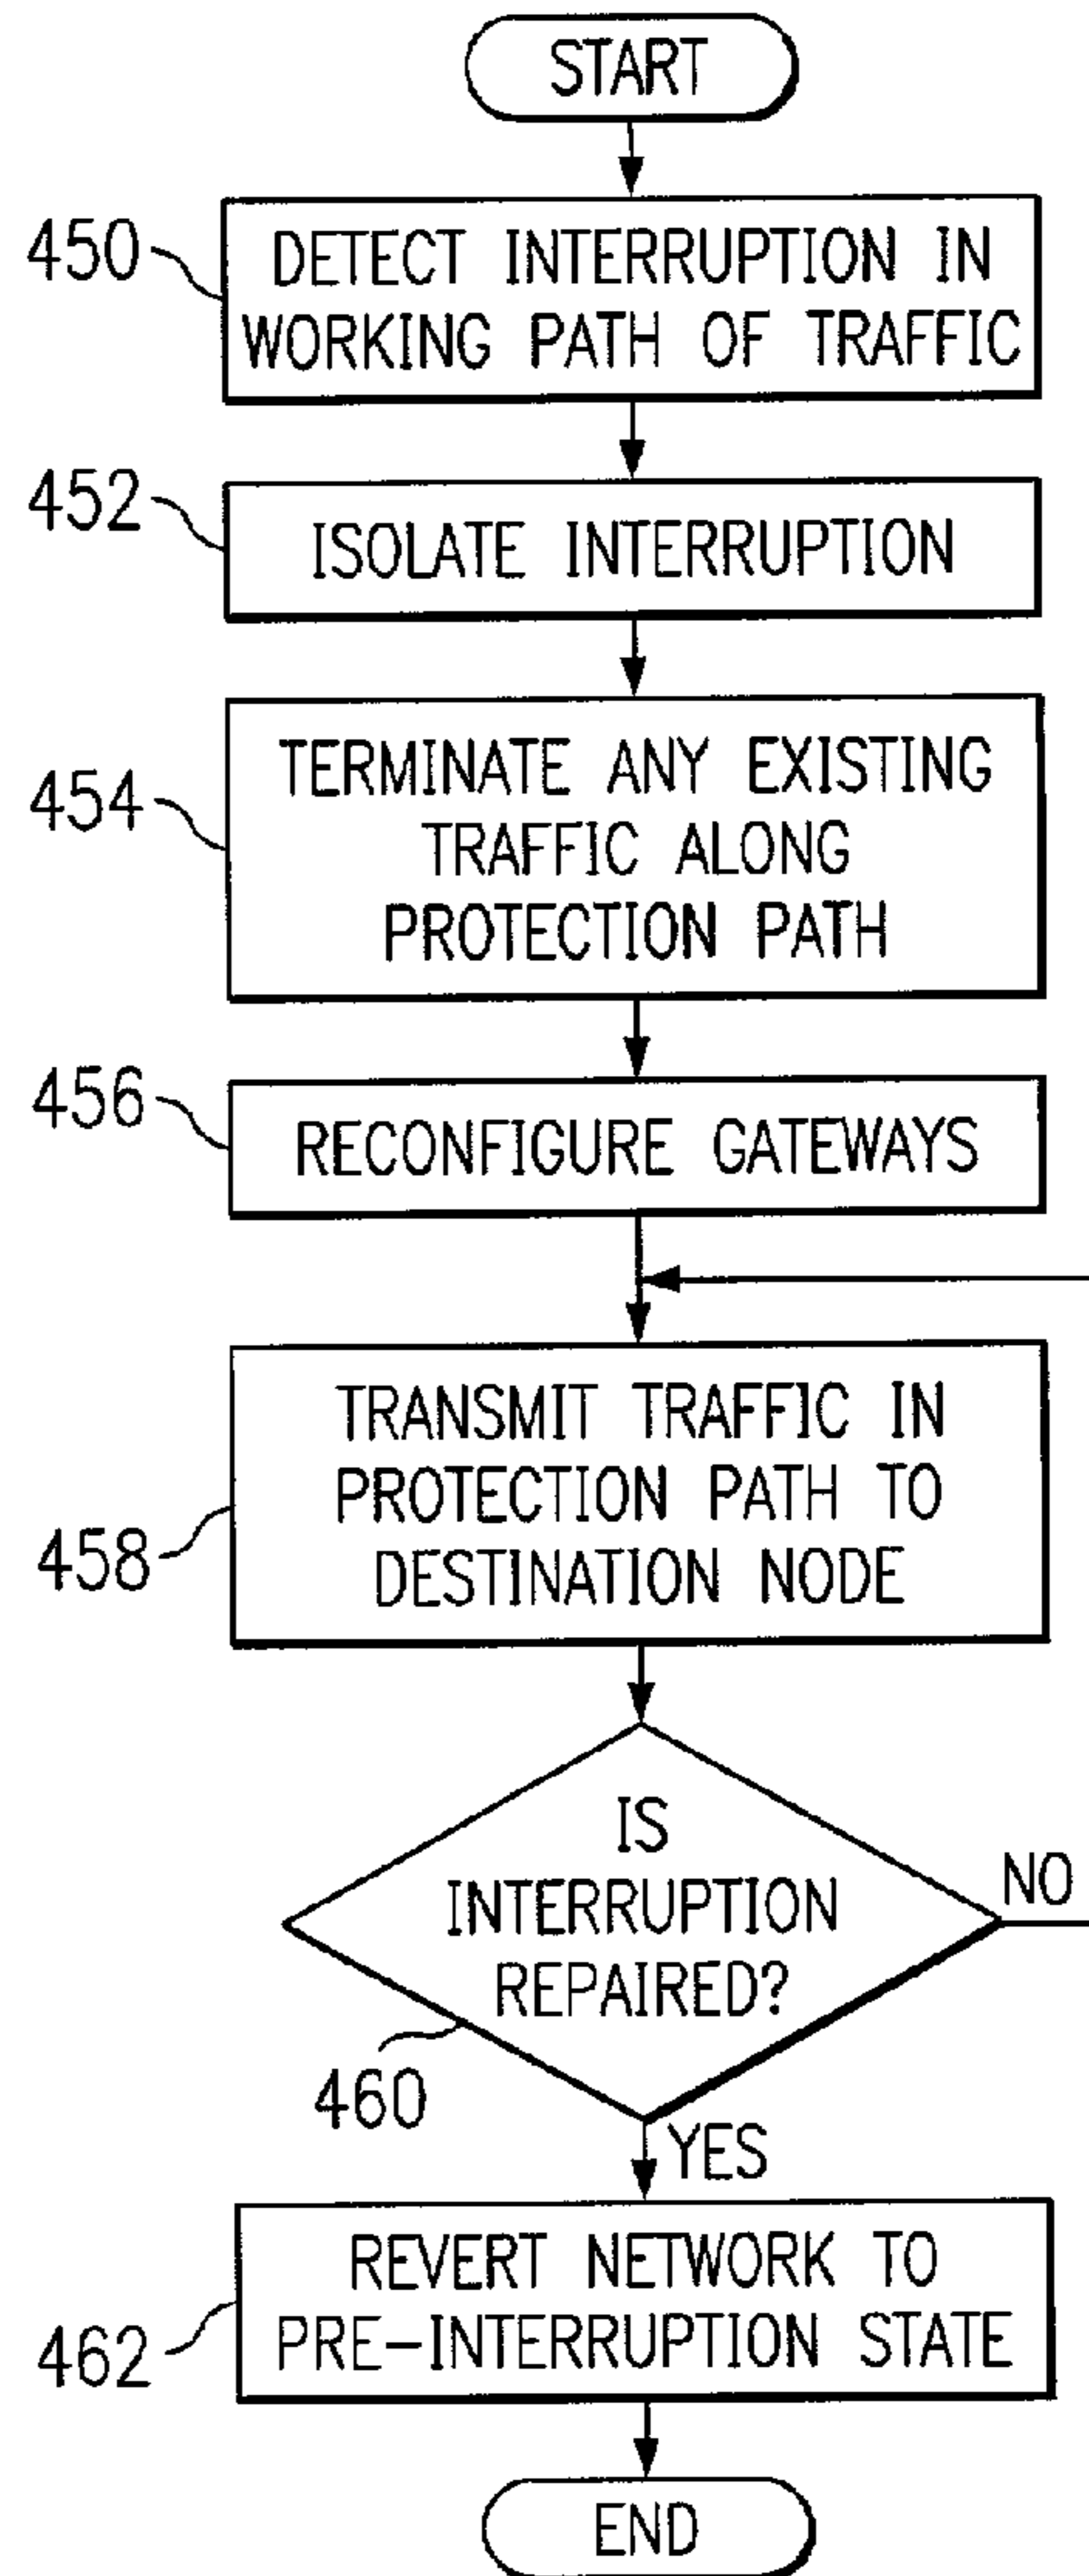 START
450
DETECT INTERRUPTION IN
WORKING PATH OF TRAFFIC
452
ISOLATE INTERRUPTION
454
TERMINATE ANY EXISTING
TRAFFIC ALONG
PROTECTION PATH
456
RECONFIGURE GATEWAYS
458
TRANSMIT TRAFFIC IN
PROTECTION PATH TO
DESTINATION NODE
IS
INTERRUPTION
REPAIRED?
NO
460
YES
462
REVERT NETWORK TO
PRE-INTERRUPTION STATE
END